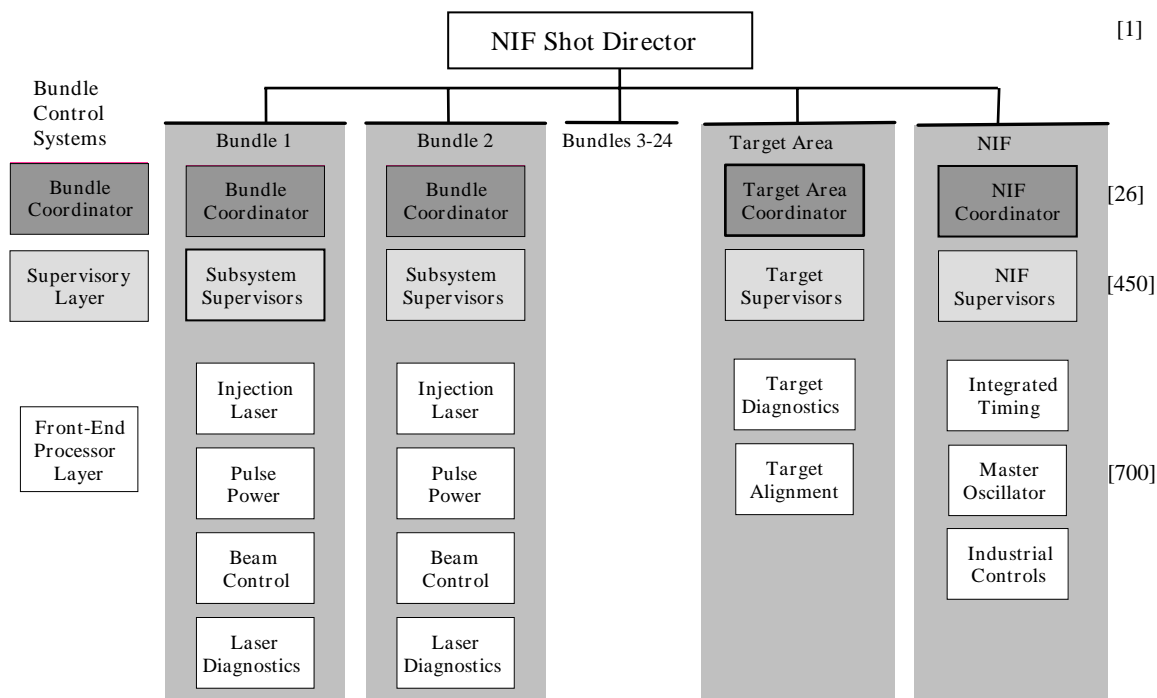 NIF Shot Director
[1]
Bundle
Control
Systems
Bundle 1
Bundle 2
Bundles 3-24
Target Area
NIF
Bundle
Coordinator
Bundle
Coordinator
Bundle
Coordinator
Target Area
Coordinator
NIF
Coordinator
[26]
Supervisory
Layer
Subsystem
Supervisors
Subsystem
Supervisors
Target
Supervisors
NIF
Supervisors
[450]
Front-End
Processor
Layer
Injection
Laser
Injection
Laser
Target
Diagnostics
Integrated
Timing
Pulse
Power
Pulse
Power
Target
Alignment
Master
Oscillator
[700]
Beam
Control
Beam
Control
Industrial
Controls
Laser
Diagnostics
Laser
Diagnostics